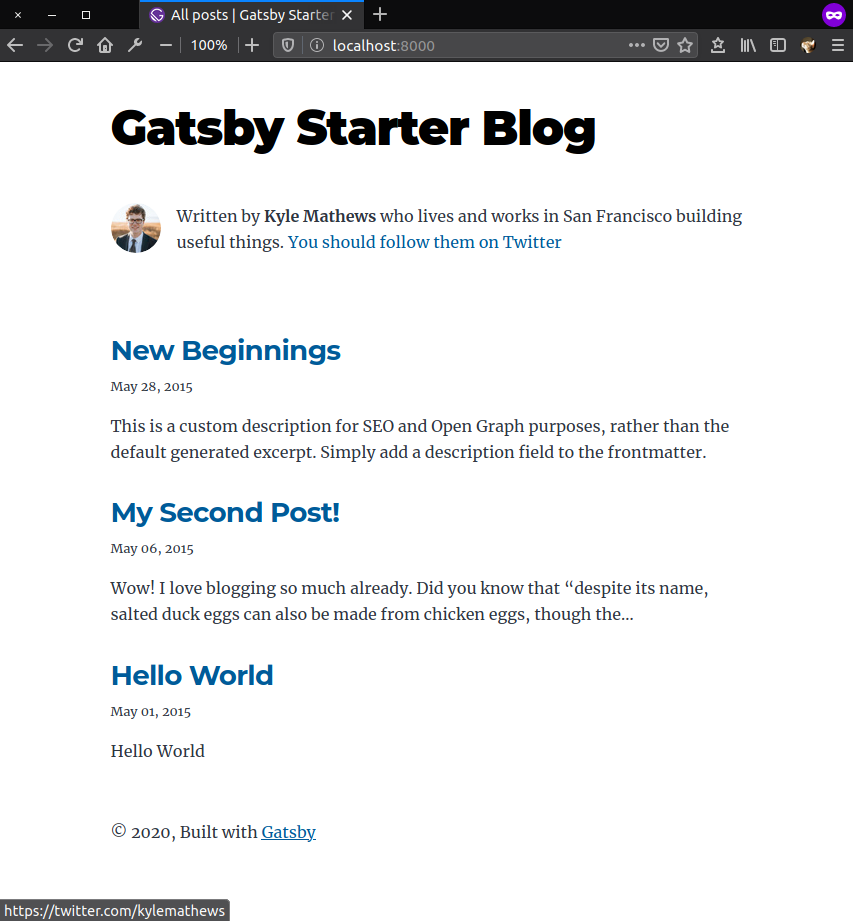 All posts | Gatsby Starter
100%
localhost:8000
Gatsby Starter Blog
Written by Kyle Mathews who lives and works in San Francisco building
useful things. You should follow them on Twitter
New Beginnings
May 28, 2015
This is a custom description for SEO and Open Graph purposes, rather than the
default generated excerpt. Simply add a description field to the frontmatter.
My Second Post!
May 06, 2015
Wow! I love blogging so much already. Did you know that “despite its name,
salted duck eggs can also be made from chicken eggs, though the…
Hello World
May 01, 2015
Hello World
© 2020, Built with Gatsby
https://twitter.com/kylemathews